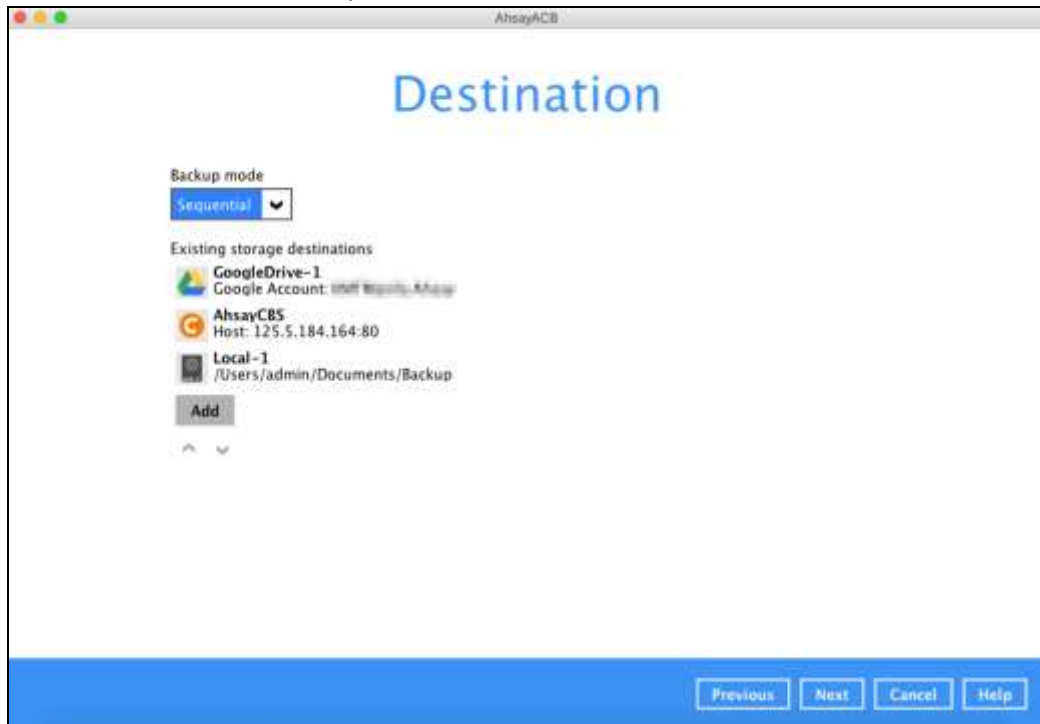 AhsayACB
Destination
Backup mode
Sequential
Existing storage destinations
GoogleDrive-1
Google Account:
AhsayCBS
Host: 125.5.184.164:80
Local-1
/Users/admin/Documents/Backup
Add
Previous Next Cancel Help